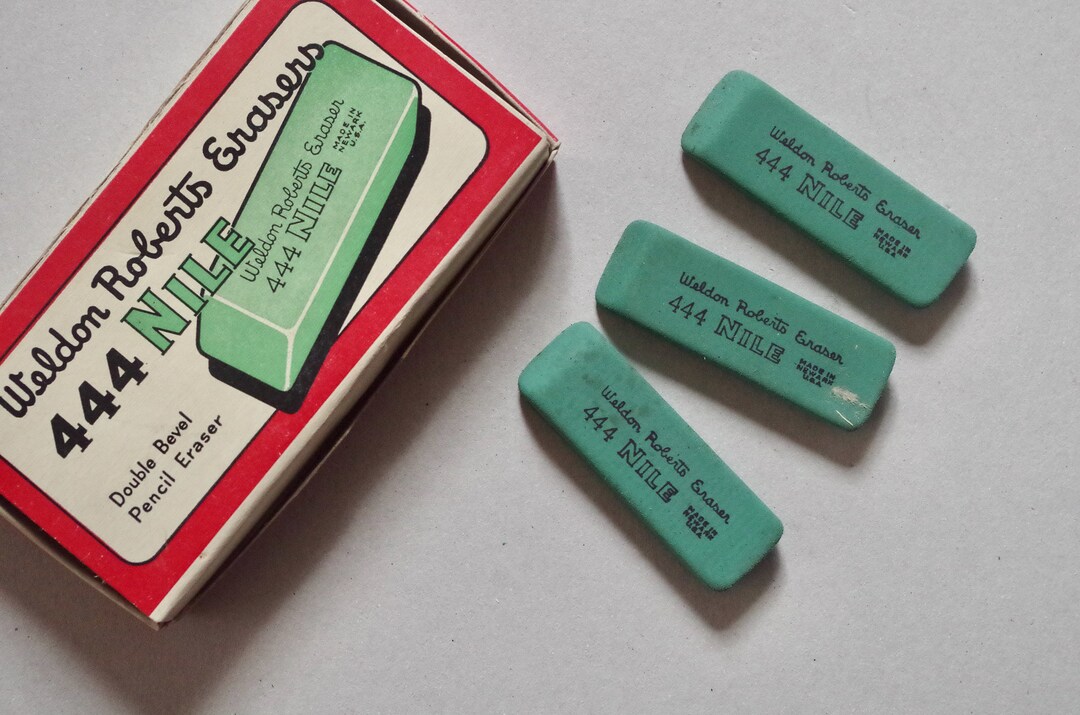 Weldon Roberts Erasers
444 NILE
Double Bevel
Pencil Eraser
Weldon Roberts Eraser
444 NILE
MADE IN
NEWARK
U.S.A.
Weldon Roberts Eraser
444 NILE
MADE IN
NEWARK
U.S.A.
Weldon Roberts Eraser
444 NILE
MADE IN
NEWARK
U.S.A.
Weldon Roberts Eraser
444 NILE
MADE IN
NEWARK
U.S.A.